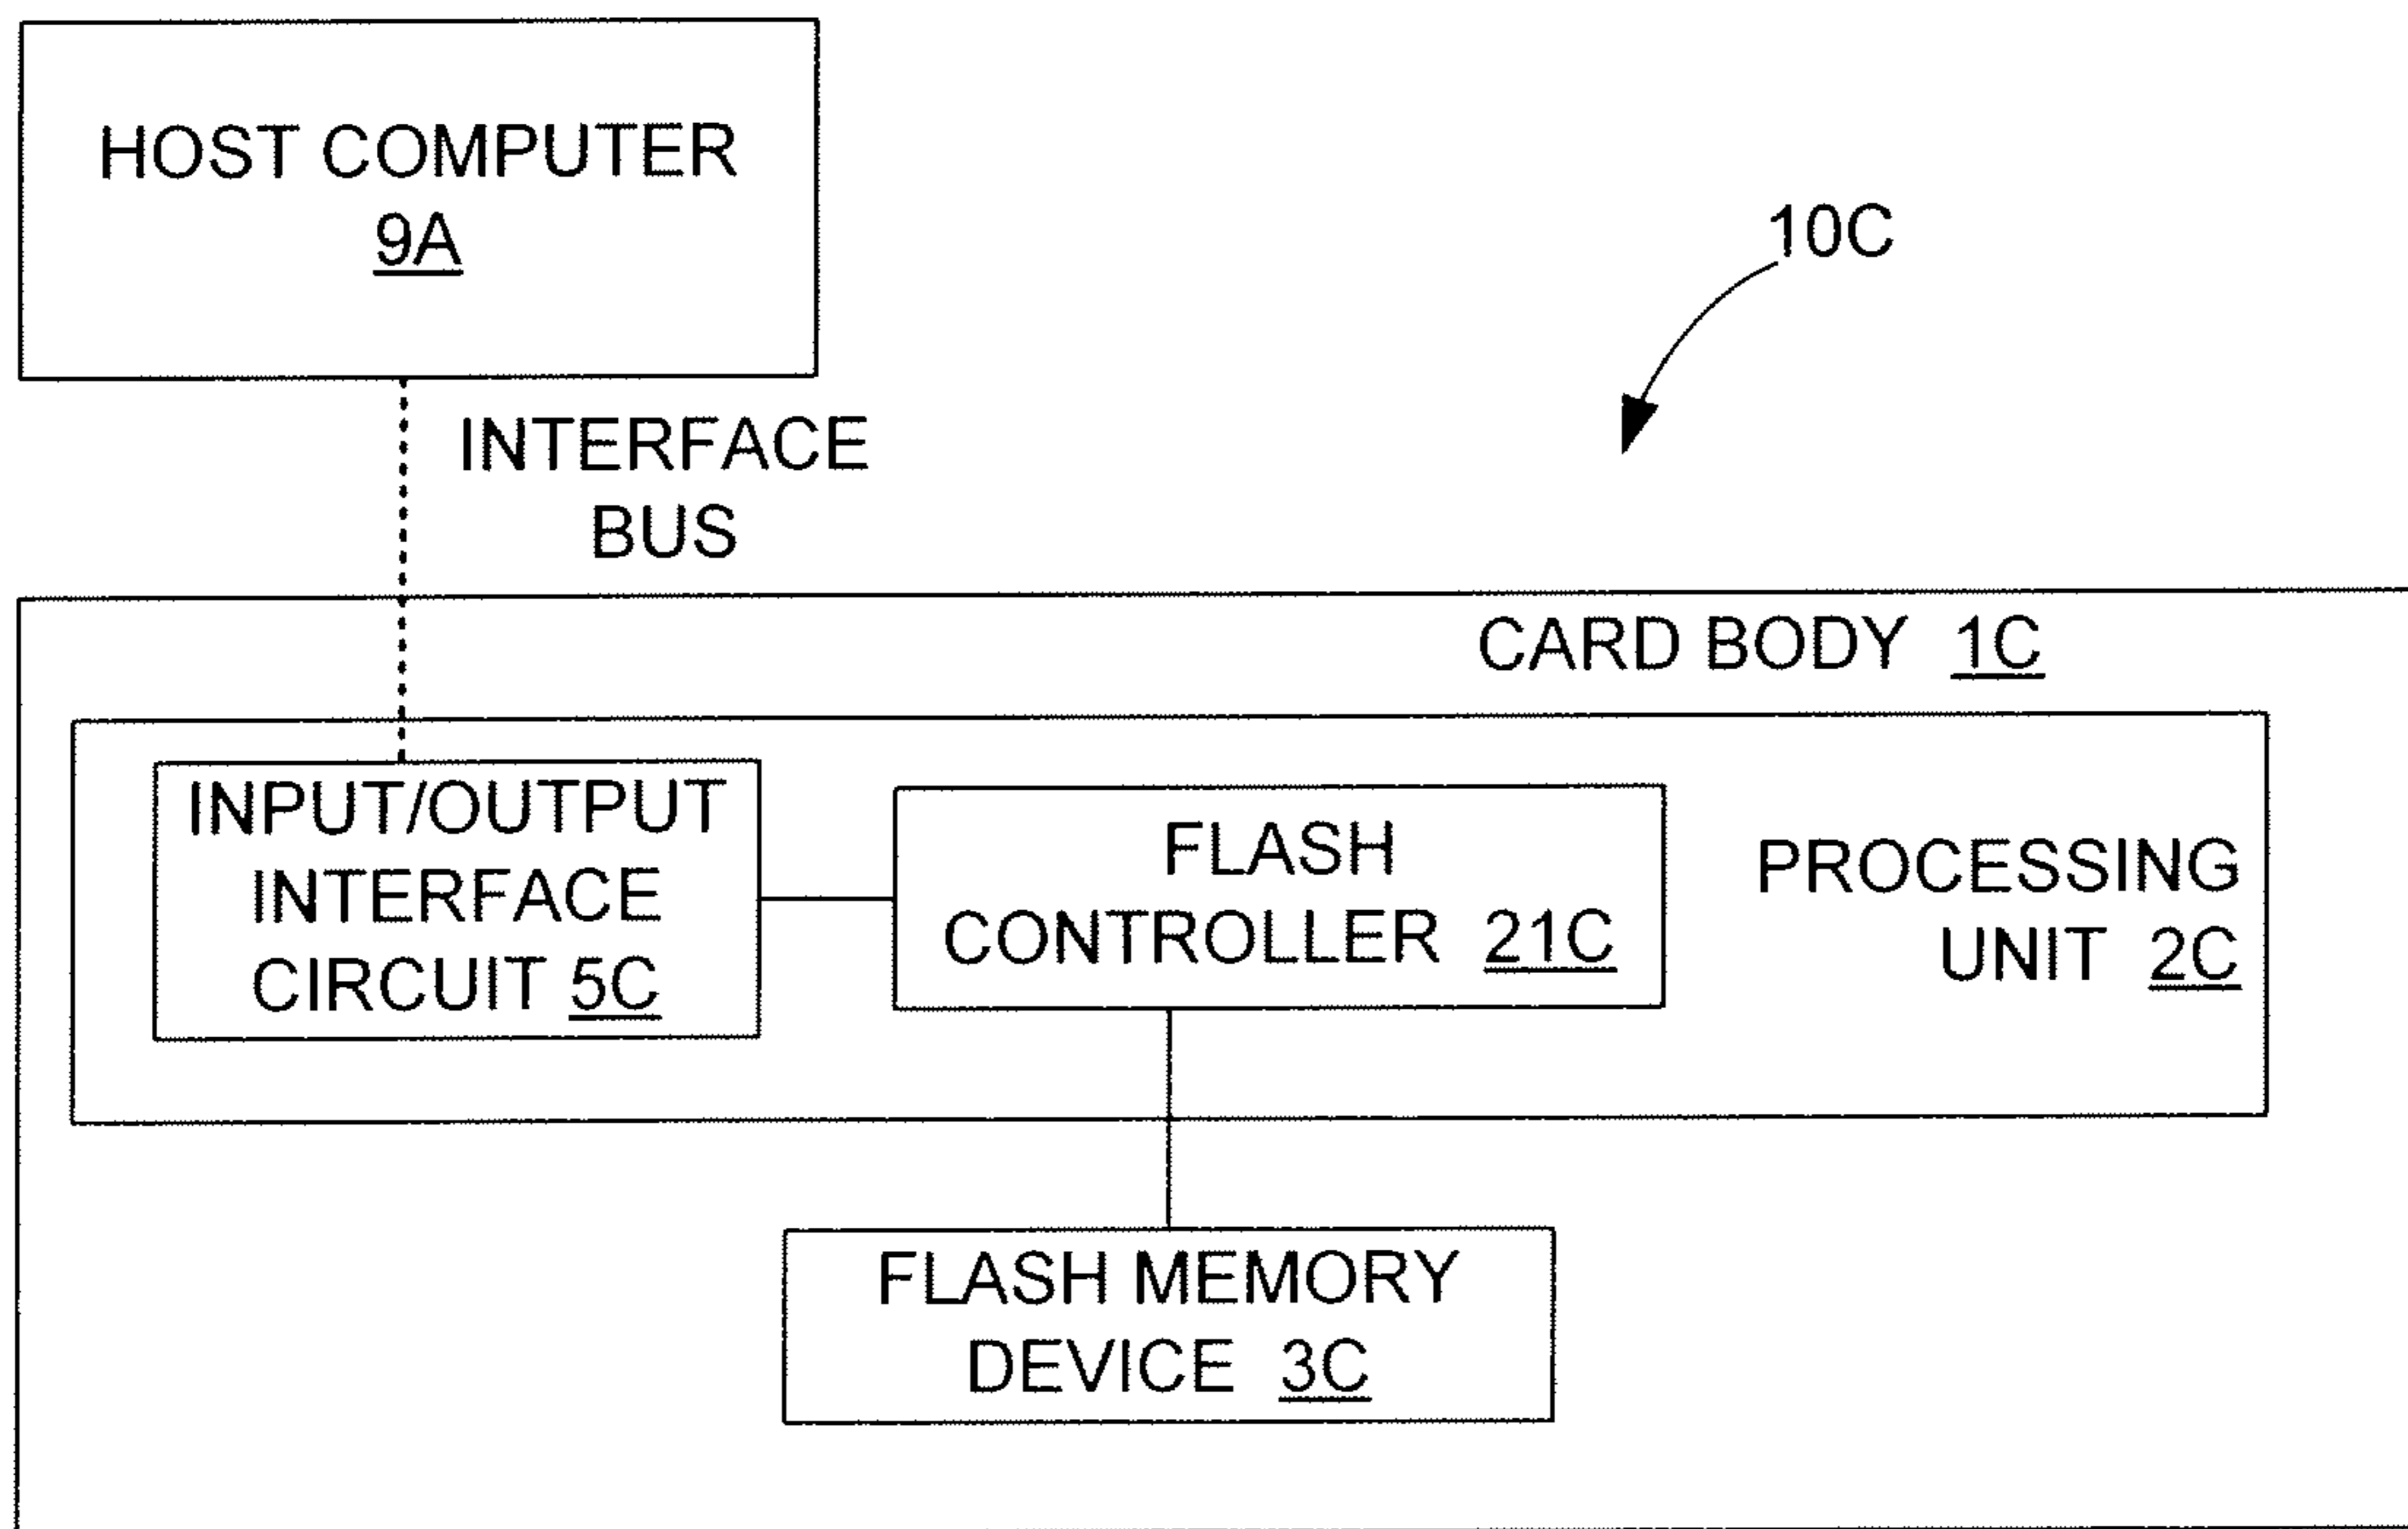 HOST COMPUTER
9A
10C
INTERFACE
BUS
CARD BODY 1C
INPUT/OUTPUT
INTERFACE
CIRCUIT 5C
FLASH
CONTROLLER 21C
PROCESSING
UNIT 2C
FLASH MEMORY
DEVICE 3C